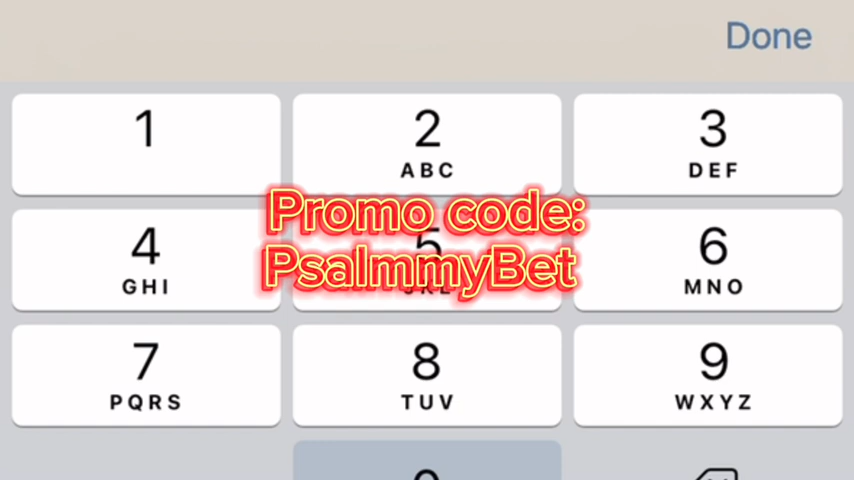 Done
1
2
ABC
3
DEF
Promo code:
PsalmmyBet
4
GHI
5
6
MNO
7
PQRS
8
TUV
9
WXYZ